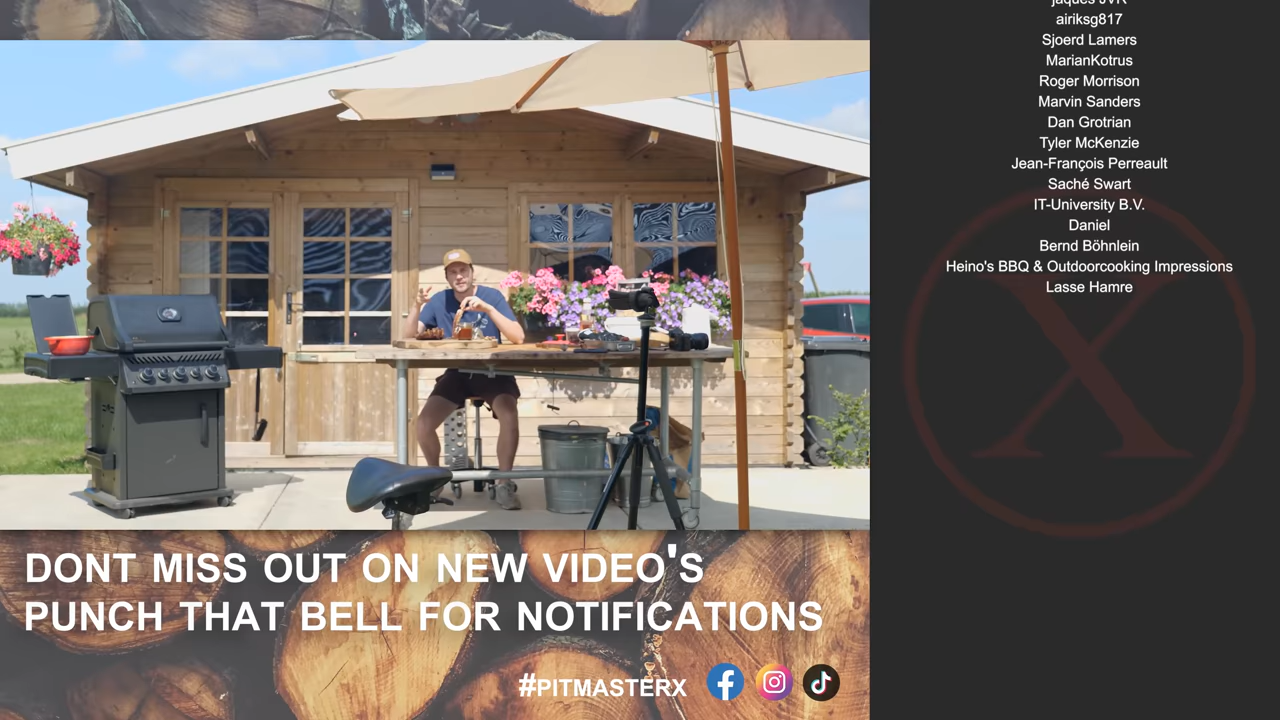 DONT MISS OUT ON NEW VIDEO'S
PUNCH THAT BELL FOR NOTIFICATIONS
#PITMASTERX
jaques JVR
airiksg817
Sjoerd Lamers
MarianKotrus
Roger Morrison
Marvin Sanders
Dan Grotrian
Tyler McKenzie
Jean-François Perreault
Saché Swart
IT-University B.V.
Daniel
Bernd Böhnlein
Heino's BBQ & Outdoorcooking Impressions
Lasse Hamre
X